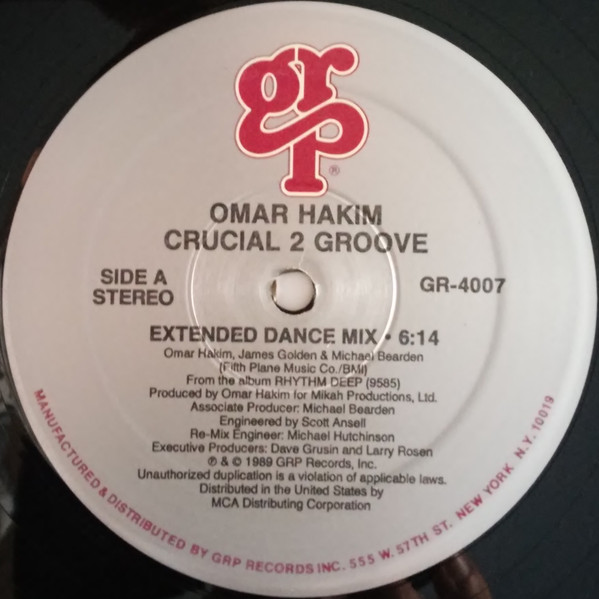 grp®
OMAR HAKIM
CRUCIAL 2 GROOVE
SIDE A
STEREO
GR-4007
EXTENDED DANCE MIX • 6:14
Omar Hakim, James Golden & Michael Bearden
(Fifth Plane Music Co./BMI)
From the album RHYTHM DEEP (9585)
Produced by Omar Hakim for Mikah Productions, Ltd.
Associate Producer: Michael Bearden
Engineered by Scott Ansell
Re-Mix Engineer: Michael Hutchinson
Executive Producers: Dave Grusin and Larry Rosen
℗ & © 1989 GRP Records, Inc.
Unauthorized duplication is a violation of applicable laws.
Distributed in the United States by
MCA Distributing Corporation
MANUFACTURED & DISTRIBUTED BY GRP RECORDS INC. 555 W. 57TH ST. NEW YORK N.Y. 10019